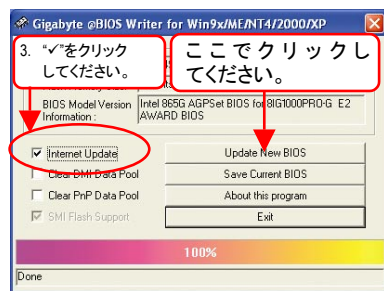 Gigabyte @BIOS Writer for Win9x/ME/NT4/2000/XP
3. “✓”をクリック
してください。
ここでクリックし
てください。
BIOS Model Version
Information :
Intel 865G AGPSet BIOS for 8IG1000PRO-G E2
AWARD BIOS
Internet Update
Update New BIOS
Clear DMI Data Pool
Save Current BIOS
Clear PnP Data Pool
About this program
SMI Flash Support
Exit
100%
Done